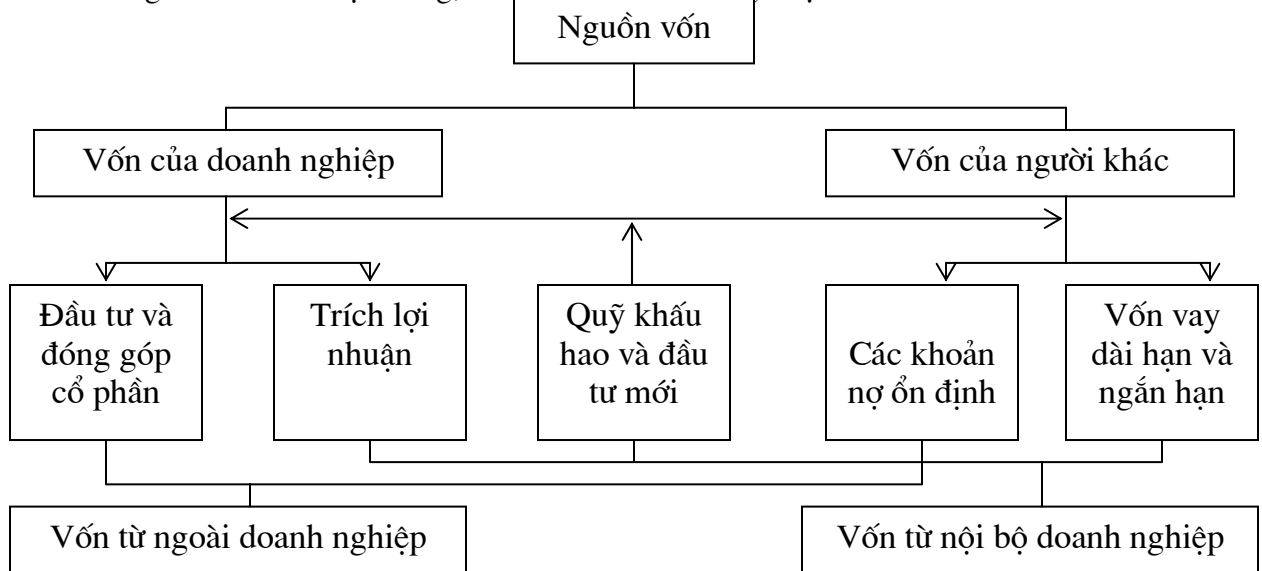 Nguồn vốn
Vốn của doanh nghiệp
Vốn của người khác
Đầu tư và
đóng góp
cổ phần
Trích lợi
nhuận
Quỹ khấu
hao và đầu
tư mới
Các khoản
nợ ổn định
Vốn vay
dài hạn và
ngắn hạn
Vốn từ ngoài doanh nghiệp
Vốn từ nội bộ doanh nghiệp